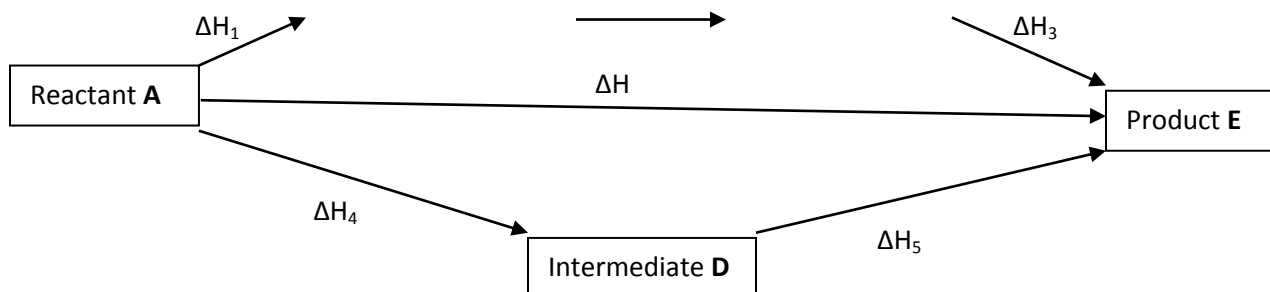 ΔH₁
ΔH₃
Reactant A
ΔH
Product E
ΔH₄
ΔH₅
Intermediate D